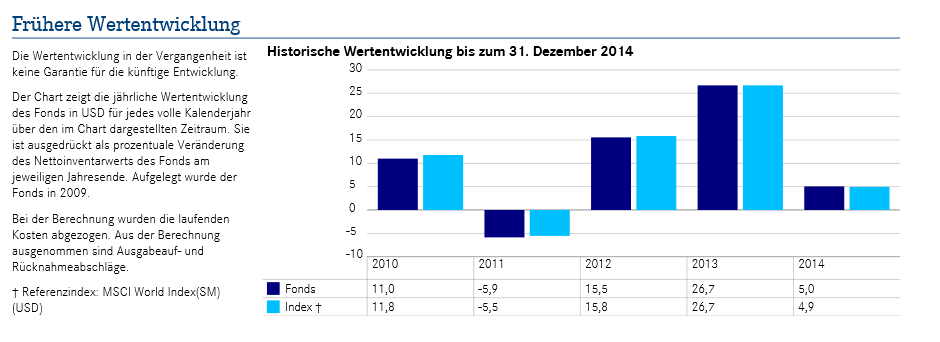 Frühere Wertentwicklung
Die Wertentwicklung in der Vergangenheit ist
keine Garantie für die künftige Entwicklung.
Der Chart zeigt die jährliche Wertentwicklung
des Fonds in USD für jedes volle Kalenderjahr
über den im Chart dargestellten Zeitraum. Sie
ist ausgedrückt als prozentuale Veränderung
des Nettoinventarwerts des Fonds am
jeweiligen Jahresende. Aufgelegt wurde der
Fonds in 2009.
Bei der Berechnung wurden die laufenden
Kosten abgezogen. Aus der Berechnung
ausgenommen sind Ausgabeauf- und
Rücknahmeabschläge.
† Referenzindex: MSCI World Index(SM)
(USD)
Historische Wertentwicklung bis zum 31. Dezember 2014
30
25
20
15
10
5
0
-5
-10
2010 2011 2012 2013 2014
Fonds 11,0 -5,9 15,5 26,7 5,0
Index † 11,8 -5,5 15,8 26,7 4,9